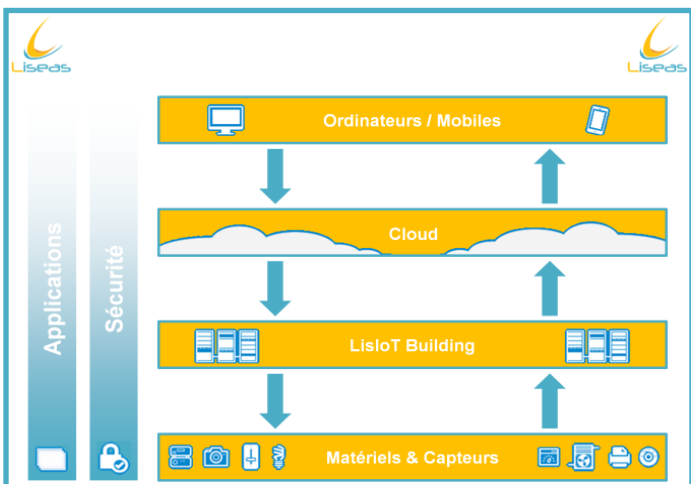 Liseas
Liseas
Ordinateurs / Mobiles
Cloud
LisIoT Building
Matériels & Capteurs
Applications
Sécurité